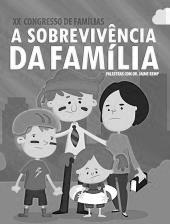 XX CONGRESSO DE FAMÍLIAS
A SOBREVIVÊNCIA
DA FAMÍLIA
PALESTRAS COM DR. JAIME KEMP